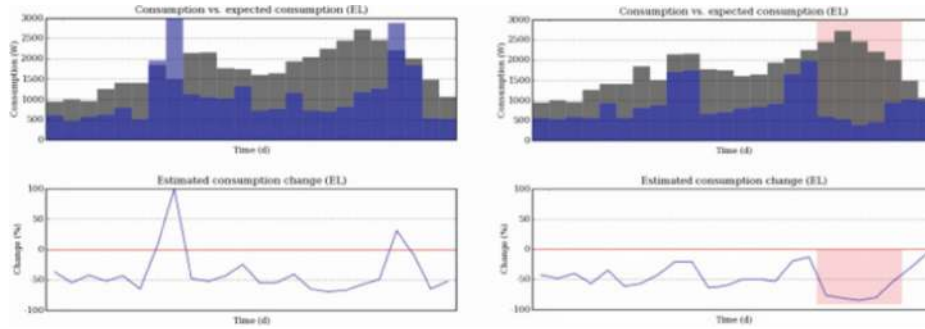 Consumption vs. expected consumption (EL)
Consumption (W)
3000
2500
2000
1500
1000
500
0
Time (d)
Estimated consumption change (EL)
Change (%)
100
50
0
-50
-100
Time (d)
Consumption vs. expected consumption (EL)
Consumption (W)
3000
2500
2000
1500
1000
500
0
Time (d)
Estimated consumption change (EL)
Change (%)
100
50
0
-50
-100
Time (d)